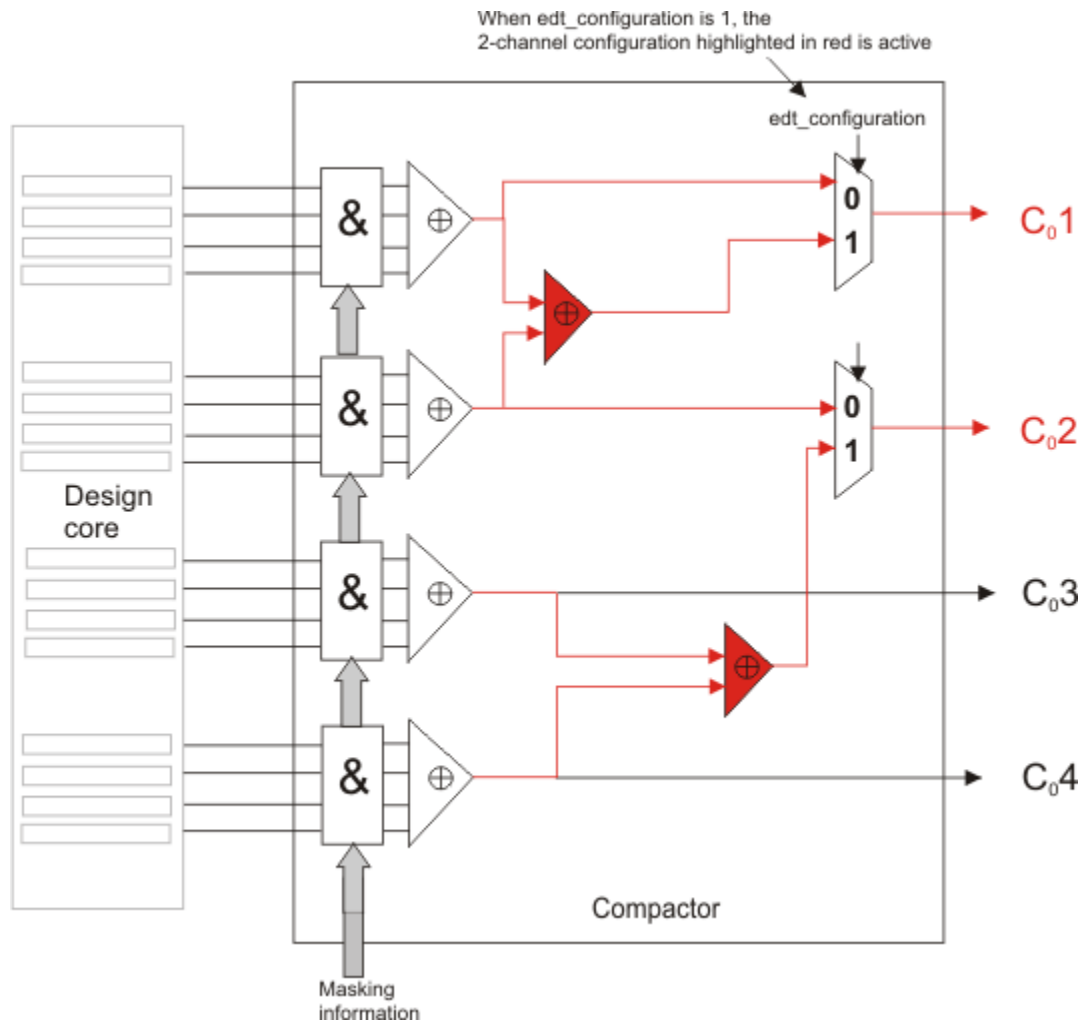 When edt_configuration is 1, the
2-channel configuration highlighted in red is active
edt_configuration
&
⊕
0
1
C₀1
⊕
&
⊕
0
1
C₀2
Design
core
&
⊕
C₀3
⊕
&
⊕
C₀4
Compactor
Masking
information